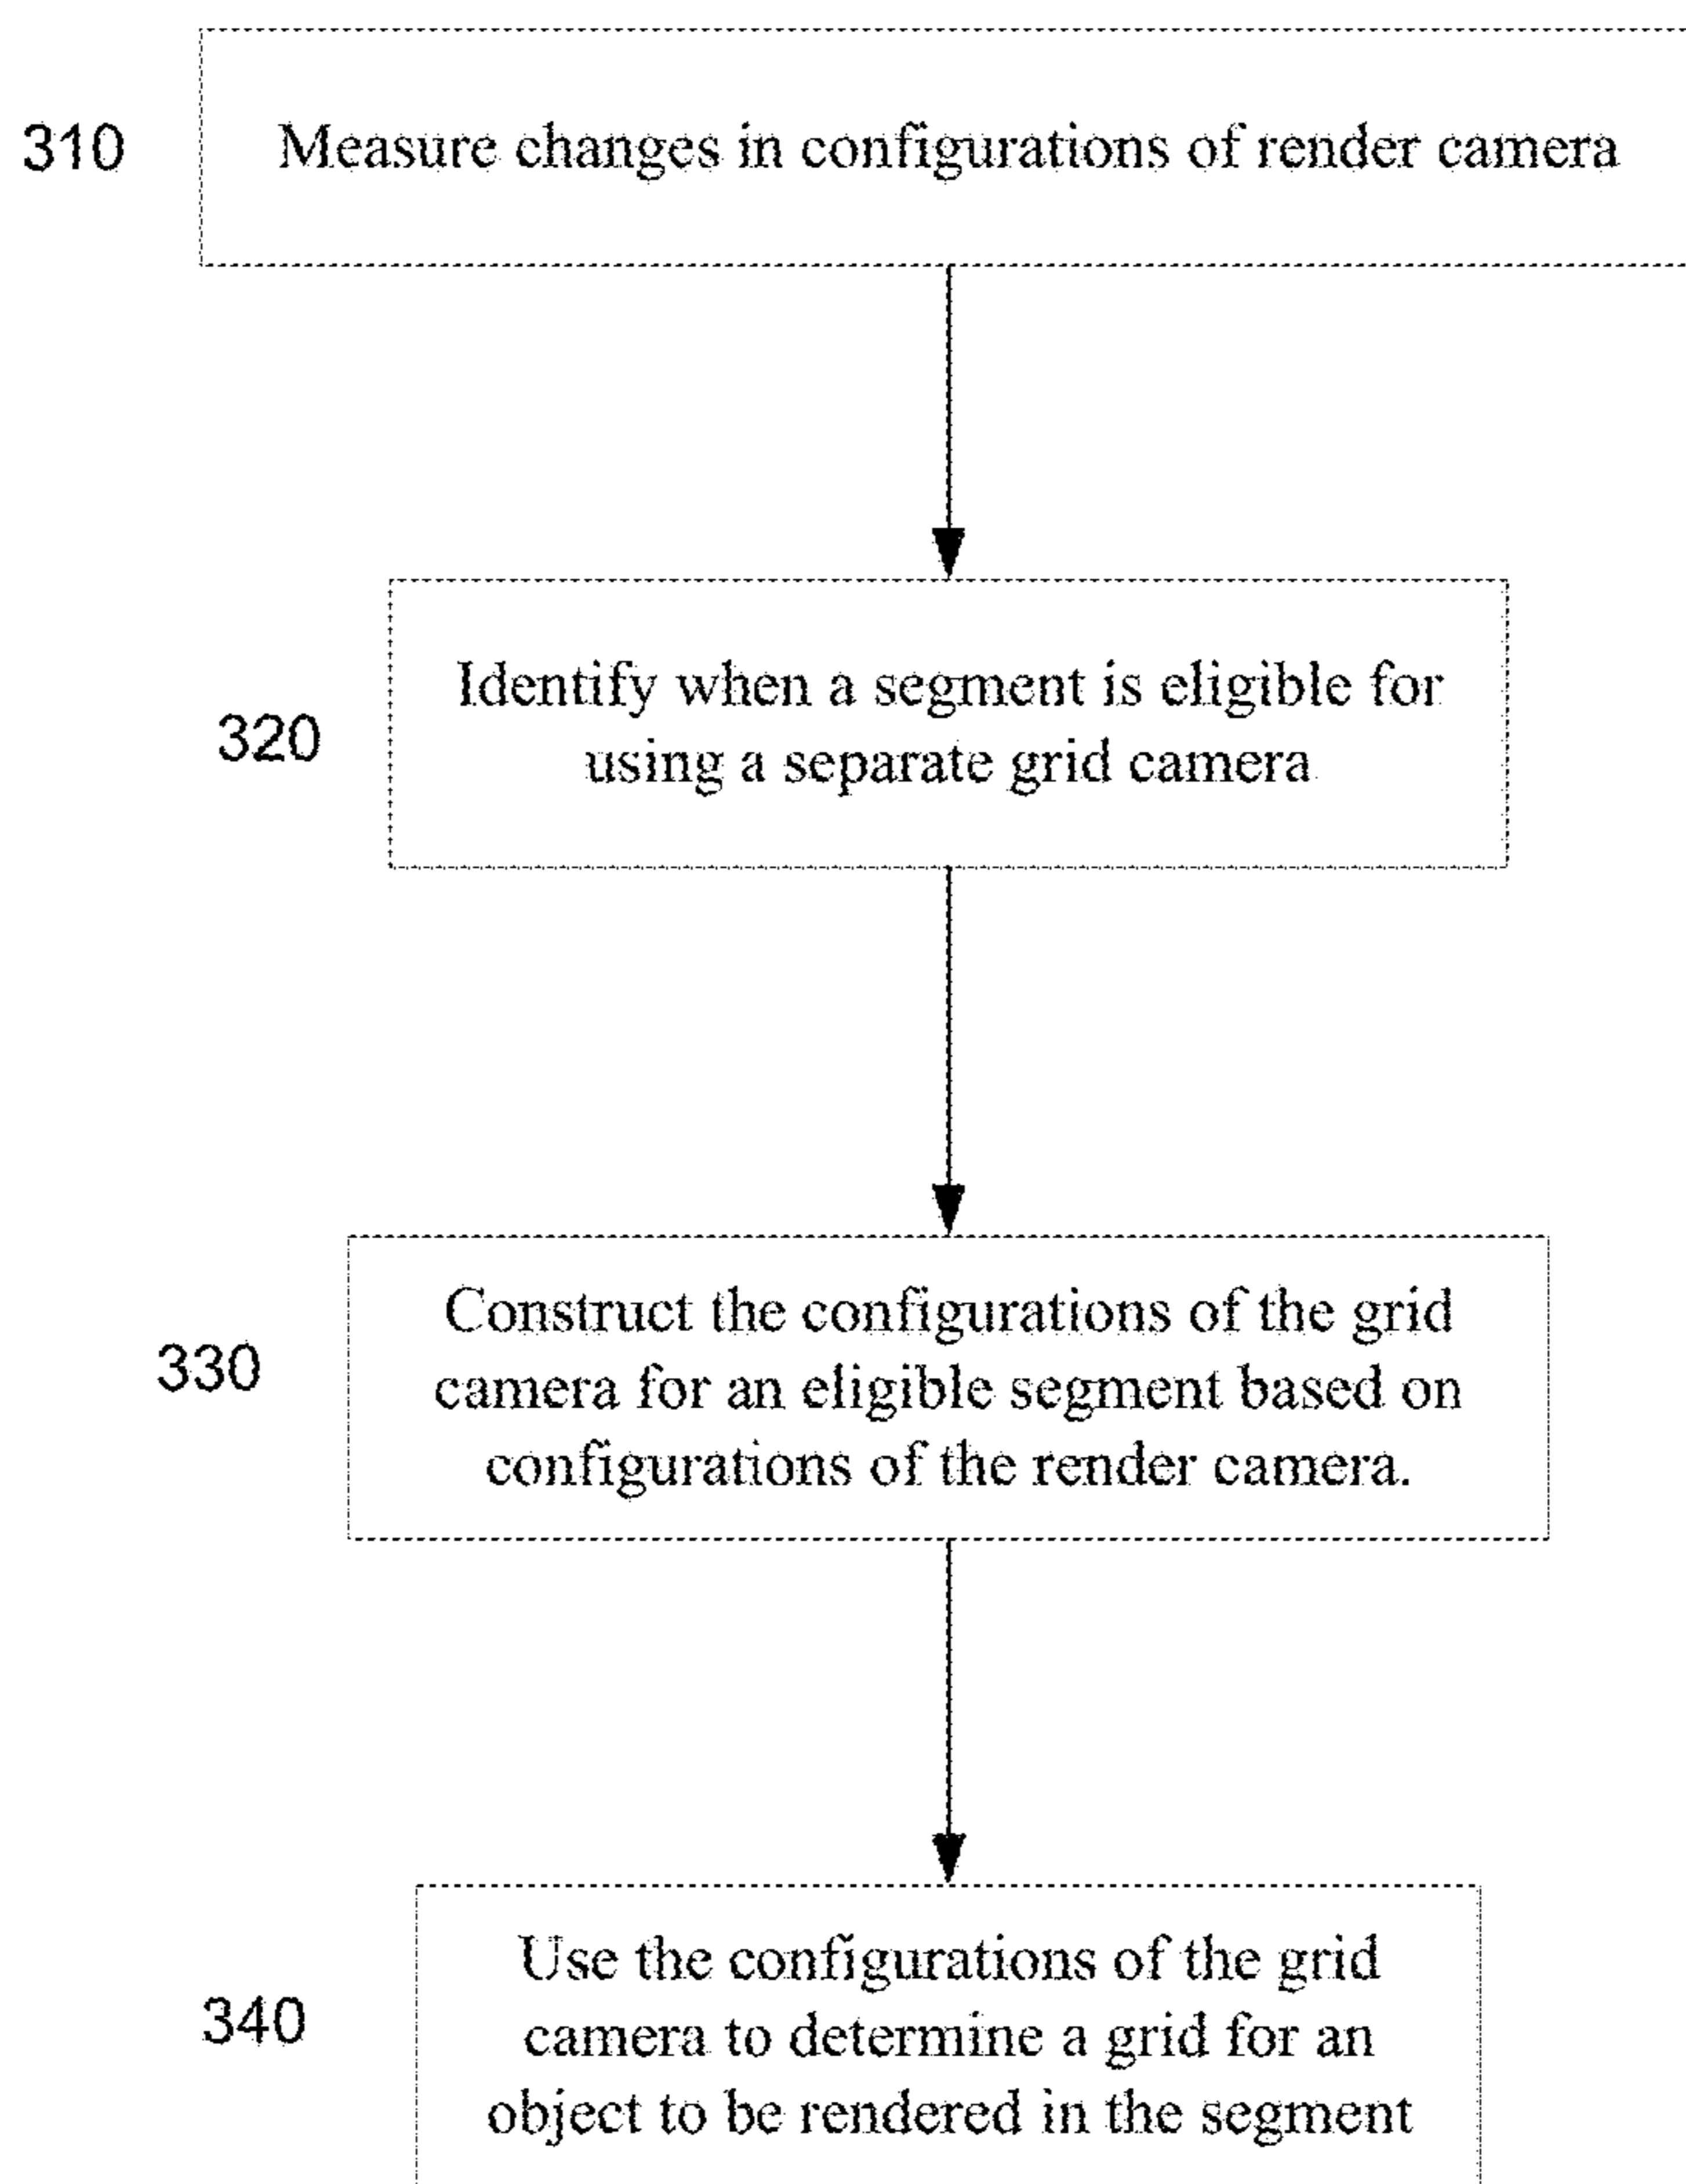 310
Measure changes in configurations of render camera
320
Identify when a segment is eligible for
using a separate grid camera
330
Construct the configurations of the grid
camera for an eligible segment based on
configurations of the render camera.
340
Use the configurations of the grid
camera to determine a grid for an
object to be rendered in the segment